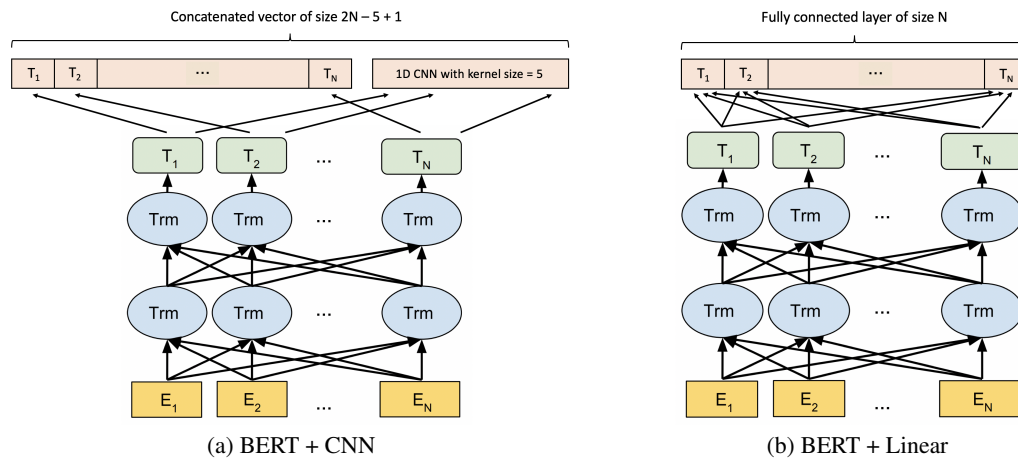 Concatenated vector of size 2N – 5 + 1
T1 T2 ... TN 1D CNN with kernel size = 5
T1 T2 ... TN
Trm Trm ... Trm
Trm Trm ... Trm
E1 E2 ... EN
(a) BERT + CNN
Fully connected layer of size N
T1 T2 ... TN
T1 T2 ... TN
Trm Trm ... Trm
Trm Trm ... Trm
E1 E2 ... EN
(b) BERT + Linear